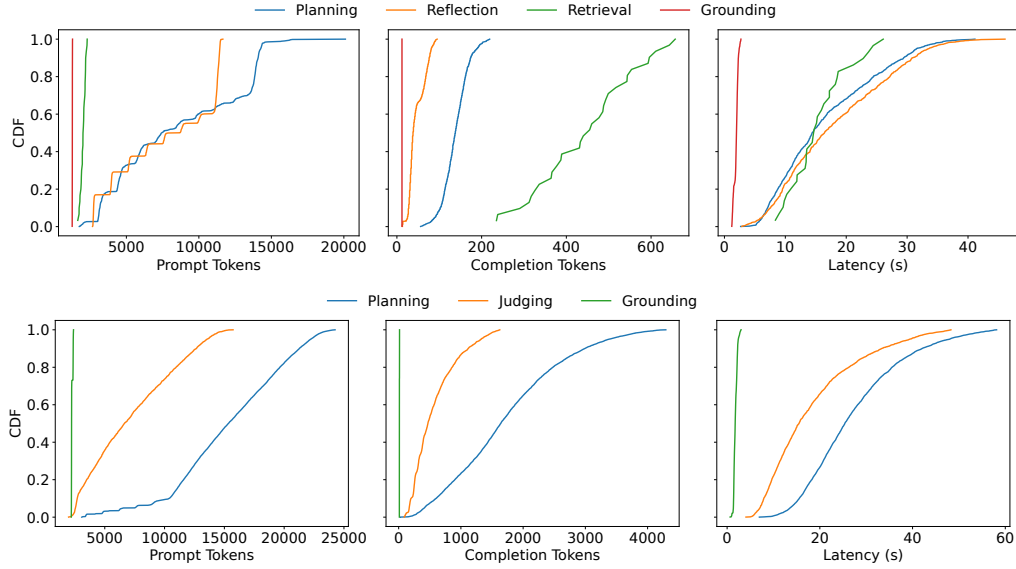 Planning Reflection Retrieval Grounding
CDF
1.0
0.8
0.6
0.4
0.2
0.0
5000 10000 15000 20000
Prompt Tokens
0 200 400 600
Completion Tokens
0 10 20 30 40
Latency (s)
Planning Judging Grounding
CDF
1.0
0.8
0.6
0.4
0.2
0.0
5000 10000 15000 20000 25000
Prompt Tokens
0 1000 2000 3000 4000
Completion Tokens
0 20 40 60
Latency (s)